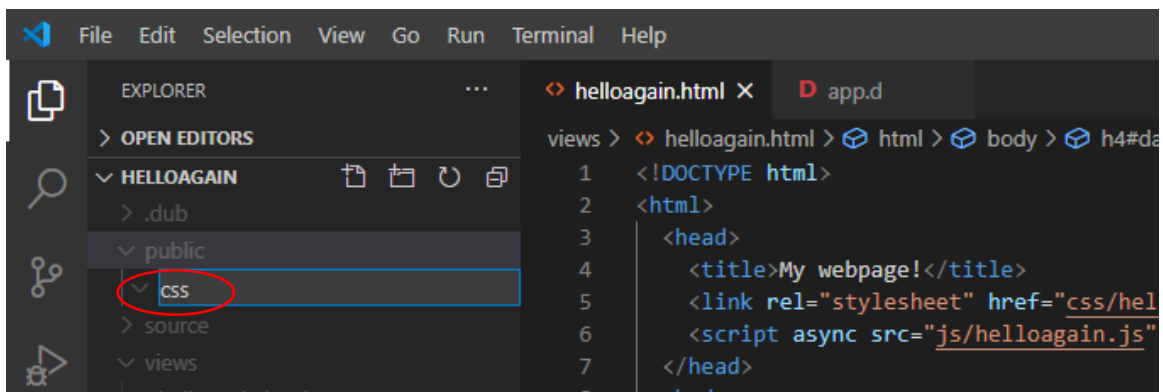 File Edit Selection View Go Run Terminal Help
EXPLORER ...
helloagain.html
D app.d
OPEN EDITORS
views > helloagain.html > html > body > h4#da
HELLOAGAIN
.dub
public
css
source
views
1 <!DOCTYPE html>
2 <html>
3 <head>
4 <title>My webpage!</title>
5 <link rel="stylesheet" href="css/hel
6 <script async src="js/helloagain.js"
7 </head>